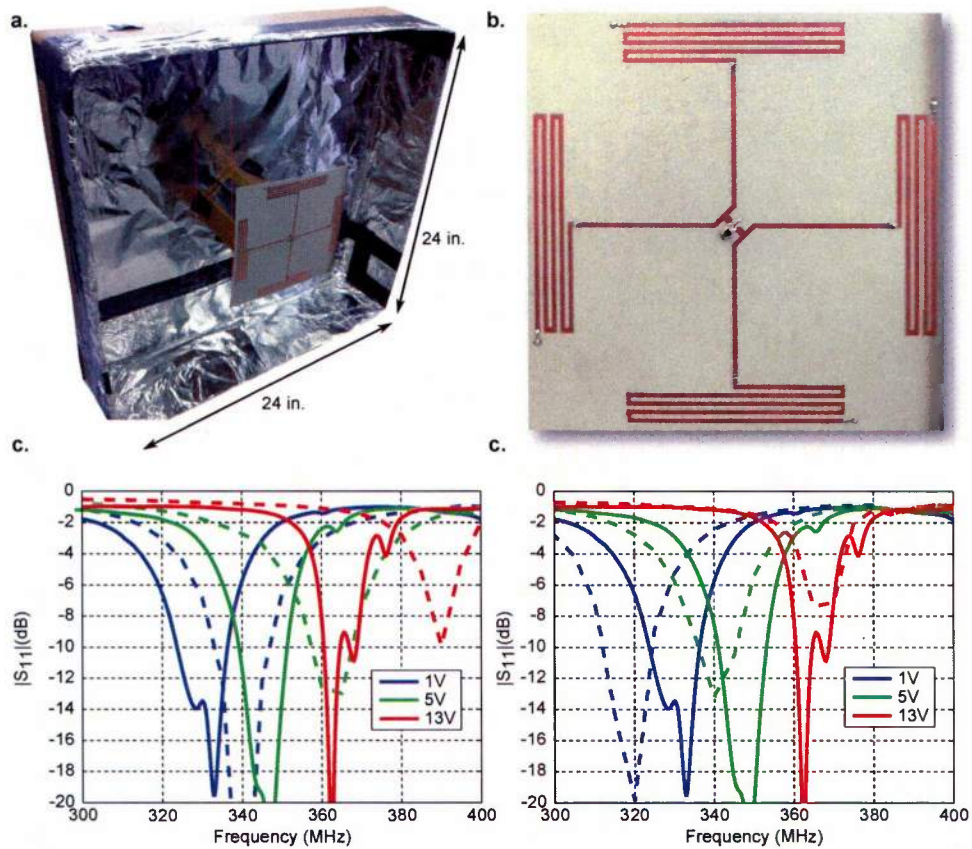 a.
b.
24 in.
24 in.
c.
c.
0
-2
-4
-6
-8
-10
-12
-14
-16
-18
-20
|S11|(dB)
1V
5V
13V
300
320
340
360
380
400
Frequency (MHz)
0
-2
-4
-6
-8
-10
-12
-14
-16
-18
-20
|S11|(dB)
1V
5V
13V
300
320
340
360
380
400
Frequency (MHz)